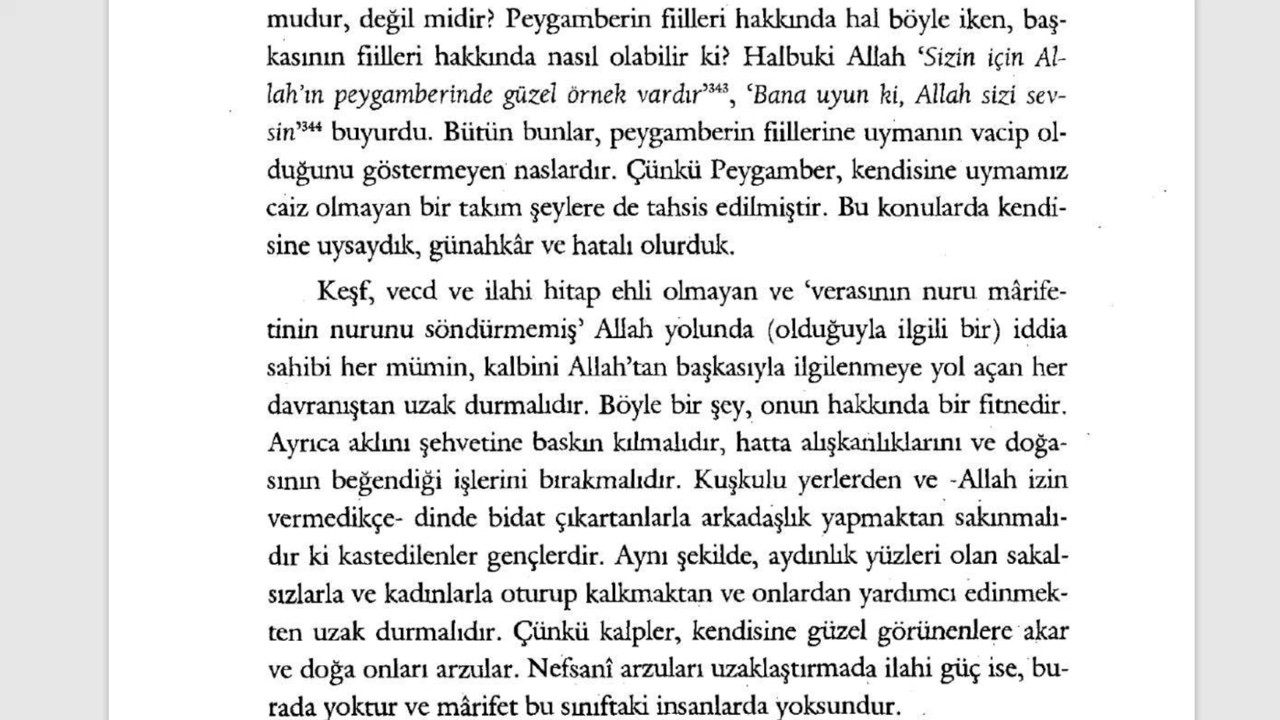 mudur, değil midir? Peygamberin fiilleri hakkında hal böyle iken, baş-
kasının fiilleri hakkında nasıl olabilir ki? Halbuki Allah ‘Sizin için Al-
lah’ın peygamberinde güzel örnek vardır’³⁴³, ‘Bana uyun ki, Allah sizi sev-
sin’³⁴⁴ buyurdu. Bütün bunlar, peygamberin fiillerine uymanın vacip ol-
duğunu göstermeyen naslardır. Çünkü Peygamber, kendisine uymamız
caiz olmayan bir takım şeylere de tahsis edilmiştir. Bu konularda kendi-
sine uysaydık, günahkâr ve hatalı olurduk.
Keşf, vecd ve ilahi hitap ehli olmayan ve ‘verasının nuru mârife-
tinin nurunu söndürmemiş’ Allah yolunda (olduğuyla ilgili bir) iddia
sahibi her mümin, kalbini Allah’tan başkasıyla ilgilenmeye yol açan her
davranıştan uzak durmalıdır. Böyle bir şey, onun hakkında bir fitnedir.
Ayrıca aklını şehvetine baskın kılmalıdır, hatta alışkanlıklarını ve doğa-
sının beğendiği işlerini bırakmalıdır. Kuşkulu yerlerden ve -Allah izin
vermedikçe- dinde bidat çıkartanlarla arkadaşlık yapmaktan sakınmalı-
dır ki kastedilenler gençlerdir. Aynı şekilde, aydınlık yüzleri olan sakal-
sızlarla ve kadınlarla oturup kalkmaktan ve onlardan yardımcı edinmek-
ten uzak durmalıdır. Çünkü kalpler, kendisine güzel görünenlere akar
ve doğa onları arzular. Nefsanî arzuları uzaklaştırmada ilahi güç ise, bu-
rada yoktur ve mârifet bu sınıftaki insanlarda yoksundur.